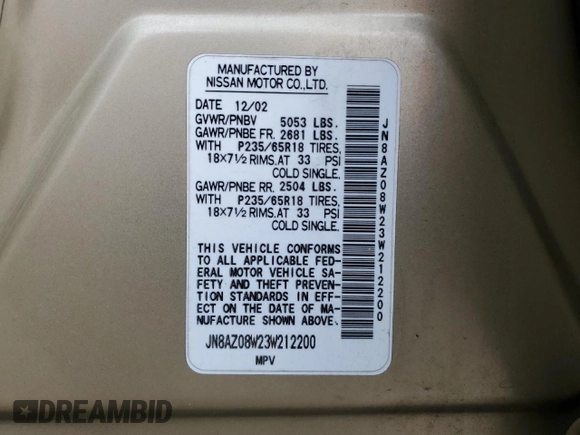 MANUFACTURED BY
NISSAN MOTOR CO.,LTD.
DATE 12/02
GVWR/PNBV 5053 LBS.
GAWR/PNBE FR. 2681 LBS.
WITH P235/65R18 TIRES,
18×7½ RIMS,AT 33 PSI
COLD SINGLE.
GAWR/PNBE RR. 2504 LBS.
WITH P235/65R18 TIRES,
18×7½ RIMS,AT 33 PSI
COLD SINGLE.
THIS VEHICLE CONFORMS
TO ALL APPLICABLE FED-
ERAL MOTOR VEHICLE SA-
FETY AND THEFT PREVEN-
TION STANDARDS IN EFF-
ECT ON THE DATE OF MA-
NUFACTURE SHOWN ABOVE.
JN8AZ08W23W212200
MPV
JN8AZ08W23W212200
DREAMBID